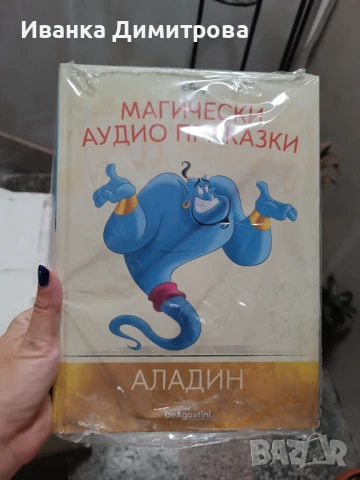 Иванка Димитрова
МАГИЧЕСКИ
АУДИО ПРИКАЗКИ
АЛАДИН
DeAgostini
BAZAR